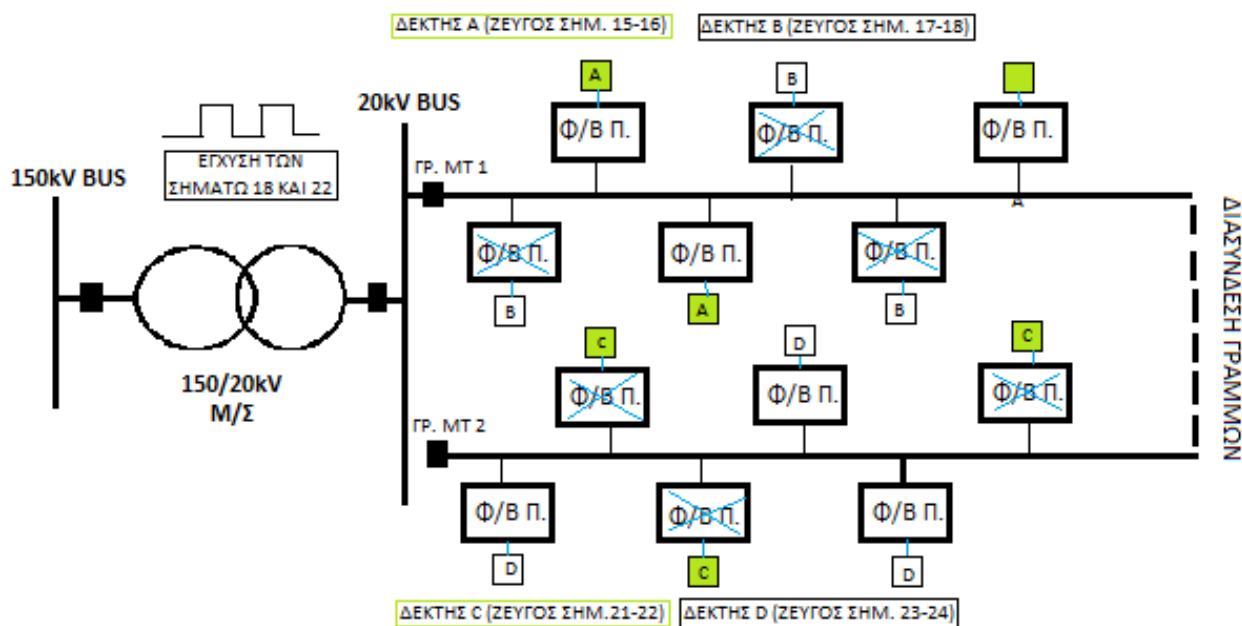 ΔΕΚΤΗΣ Α (ΖΕΥΓΟΣ ΣΗΜ. 15-16)
ΔΕΚΤΗΣ Β (ΖΕΥΓΟΣ ΣΗΜ. 17-18)
A
B
20kV BUS
Φ/Β Π.
Φ/Β Π.
Φ/Β Π.
ΕΓΧΥΣΗ ΤΩΝ
ΣΗΜΑΤΩ 18 ΚΑΙ 22
ΓΡ. ΜΤ 1
150kV BUS
A
Φ/Β Π.
Φ/Β Π.
Φ/Β Π.
B
A
B
ΔΙΑΣΥΝΔΕΣΗ ΓΡΑΜΜΩΝ
C
D
C
150/20kV
Μ/Σ
Φ/Β Π.
Φ/Β Π.
Φ/Β Π.
ΓΡ. ΜΤ 2
Φ/Β Π.
Φ/Β Π.
Φ/Β Π.
D
C
D
ΔΕΚΤΗΣ C (ΖΕΥΓΟΣ ΣΗΜ.21-22)
ΔΕΚΤΗΣ D (ΖΕΥΓΟΣ ΣΗΜ. 23-24)